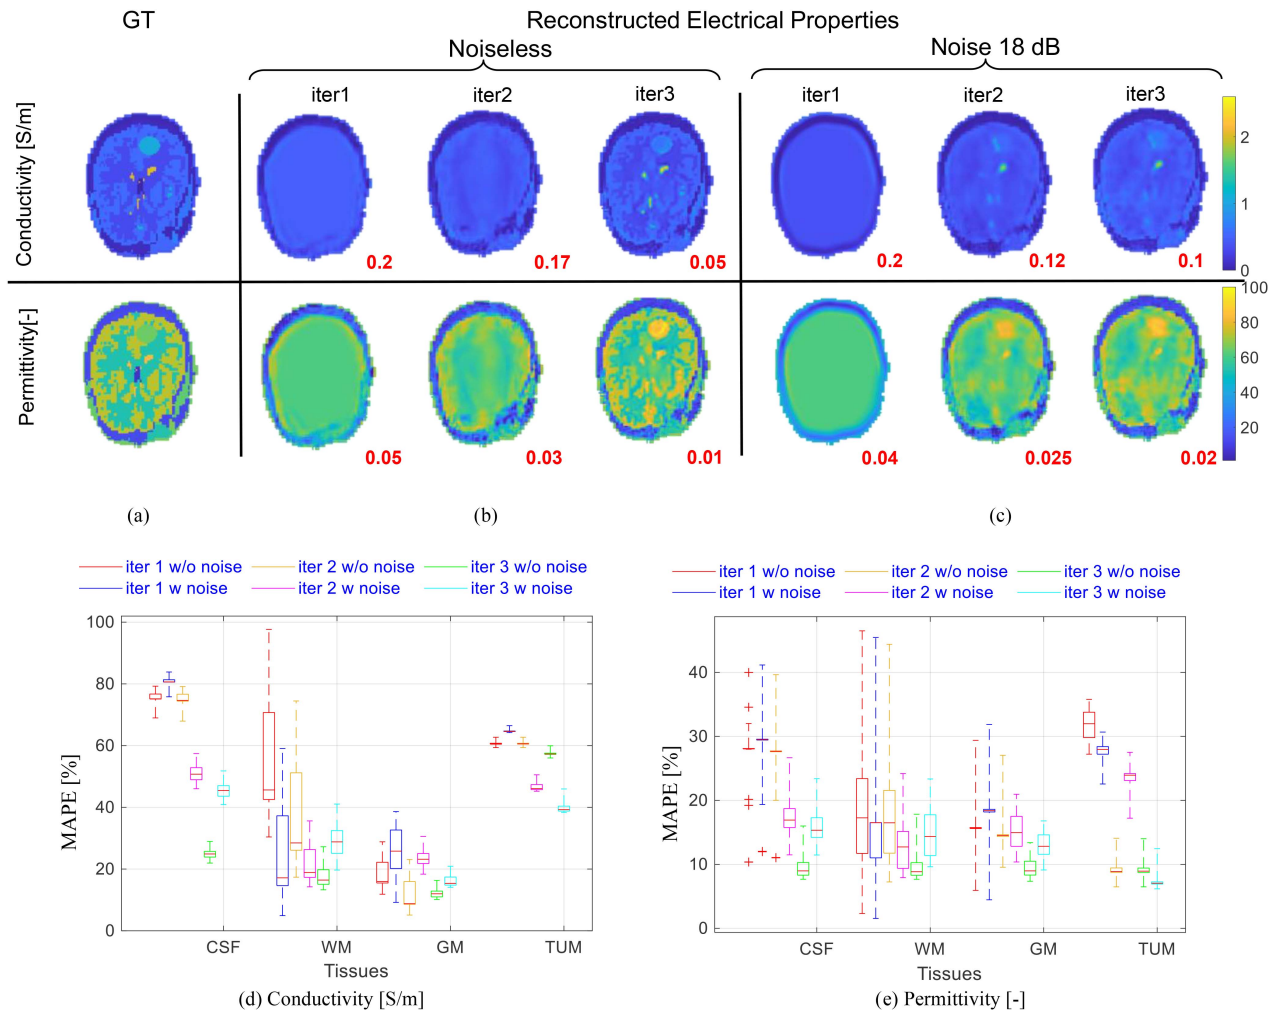 GT
Reconstructed Electrical Properties
Noiseless
Noise 18 dB
iter1 iter2 iter3 iter1 iter2 iter3
Conductivity [S/m]
2
1
0
0.2 0.17 0.05 0.2 0.12 0.1
Permittivity[-]
100
80
60
40
20
0.05 0.03 0.01 0.04 0.025 0.02
(a) (b) (c)
iter 1 w/o noise iter 2 w/o noise iter 3 w/o noise
iter 1 w noise iter 2 w noise iter 3 w noise
MAPE [%]
100
80
60
40
20
0
CSF WM GM TUM
Tissues
(d) Conductivity [S/m]
iter 1 w/o noise iter 2 w/o noise iter 3 w/o noise
iter 1 w noise iter 2 w noise iter 3 w noise
MAPE [%]
40
30
20
10
0
CSF WM GM TUM
Tissues
(e) Permittivity [-]